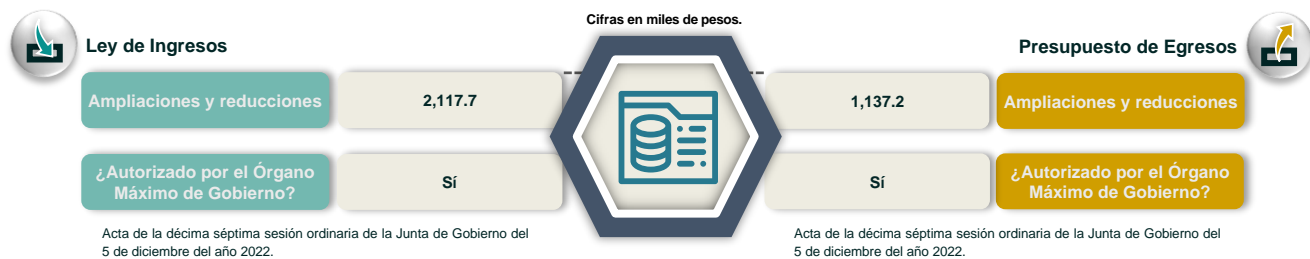 Cifras en miles de pesos.
Ley de Ingresos
Presupuesto de Egresos
Ampliaciones y reducciones
2,117.7
1,137.2
Ampliaciones y reducciones
¿Autorizado por el Órgano
Máximo de Gobierno?
Sí
Sí
¿Autorizado por el Órgano
Máximo de Gobierno?
Acta de la décima séptima sesión ordinaria de la Junta de Gobierno del
5 de diciembre del año 2022.
Acta de la décima séptima sesión ordinaria de la Junta de Gobierno del
5 de diciembre del año 2022.